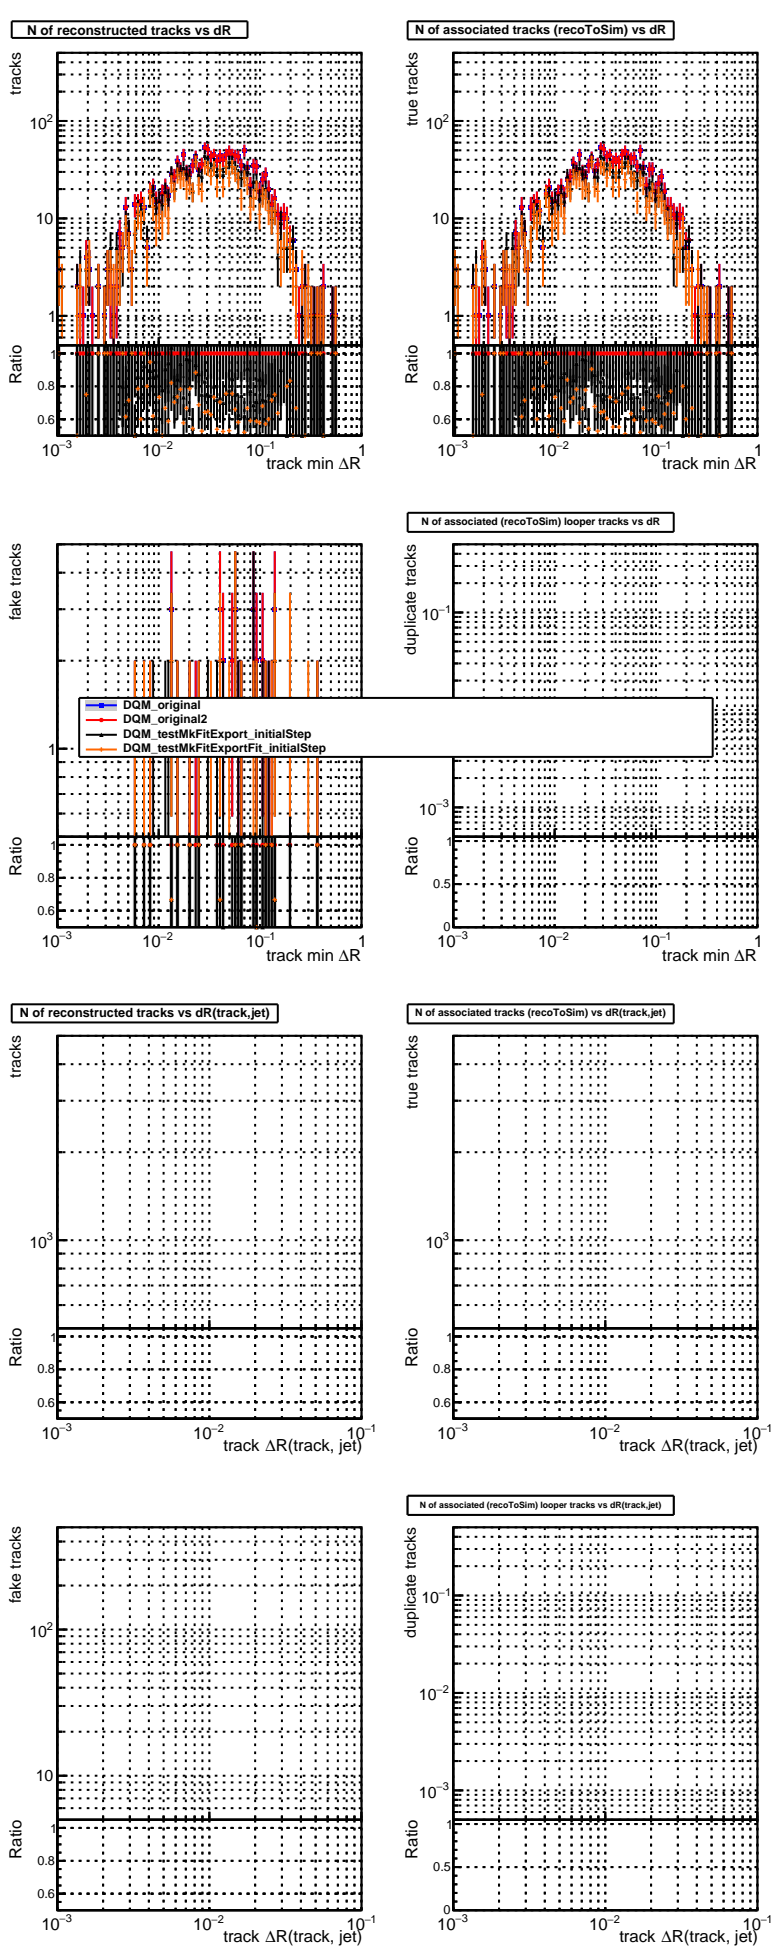 N of reconstructed tracks vs dR
tracks
10²
10
1
Ratio
1
0.8
0.6
10⁻³ 10⁻² 10⁻¹ 1
track min ΔR
N of associated tracks (recoToSim) vs dR
true tracks
10²
10
1
Ratio
1
0.8
0.6
10⁻³ 10⁻² 10⁻¹ 1
track min ΔR
fake tracks
1
Ratio
1
0.8
0.6
10⁻³ 10⁻² 10⁻¹ 1
track min ΔR
N of associated (recoToSim) looper tracks vs dR
duplicate tracks
10⁻¹
10⁻³
Ratio
1
0.5
0
10⁻³ 10⁻² 10⁻¹ 1
track min ΔR
DQM_original
DQM_original2
DQM_testMkFitExport_initialStep
DQM_testMkFitExportFit_initialStep
N of reconstructed tracks vs dR(track,jet)
tracks
10³
Ratio
1
0.8
0.6
10⁻³ 10⁻² 10⁻¹
track ΔR(track, jet)
N of associated tracks (recoToSim) vs dR(track,jet)
true tracks
10³
Ratio
1
0.8
0.6
10⁻³ 10⁻² 10⁻¹
track ΔR(track, jet)
fake tracks
10²
10
Ratio
1
0.8
0.6
10⁻³ 10⁻² 10⁻¹
track ΔR(track, jet)
N of associated (recoToSim) looper tracks vs dR(track,jet)
duplicate tracks
10⁻¹
10⁻²
10⁻³
Ratio
1
0.5
0
10⁻³ 10⁻² 10⁻¹
track ΔR(track, jet)